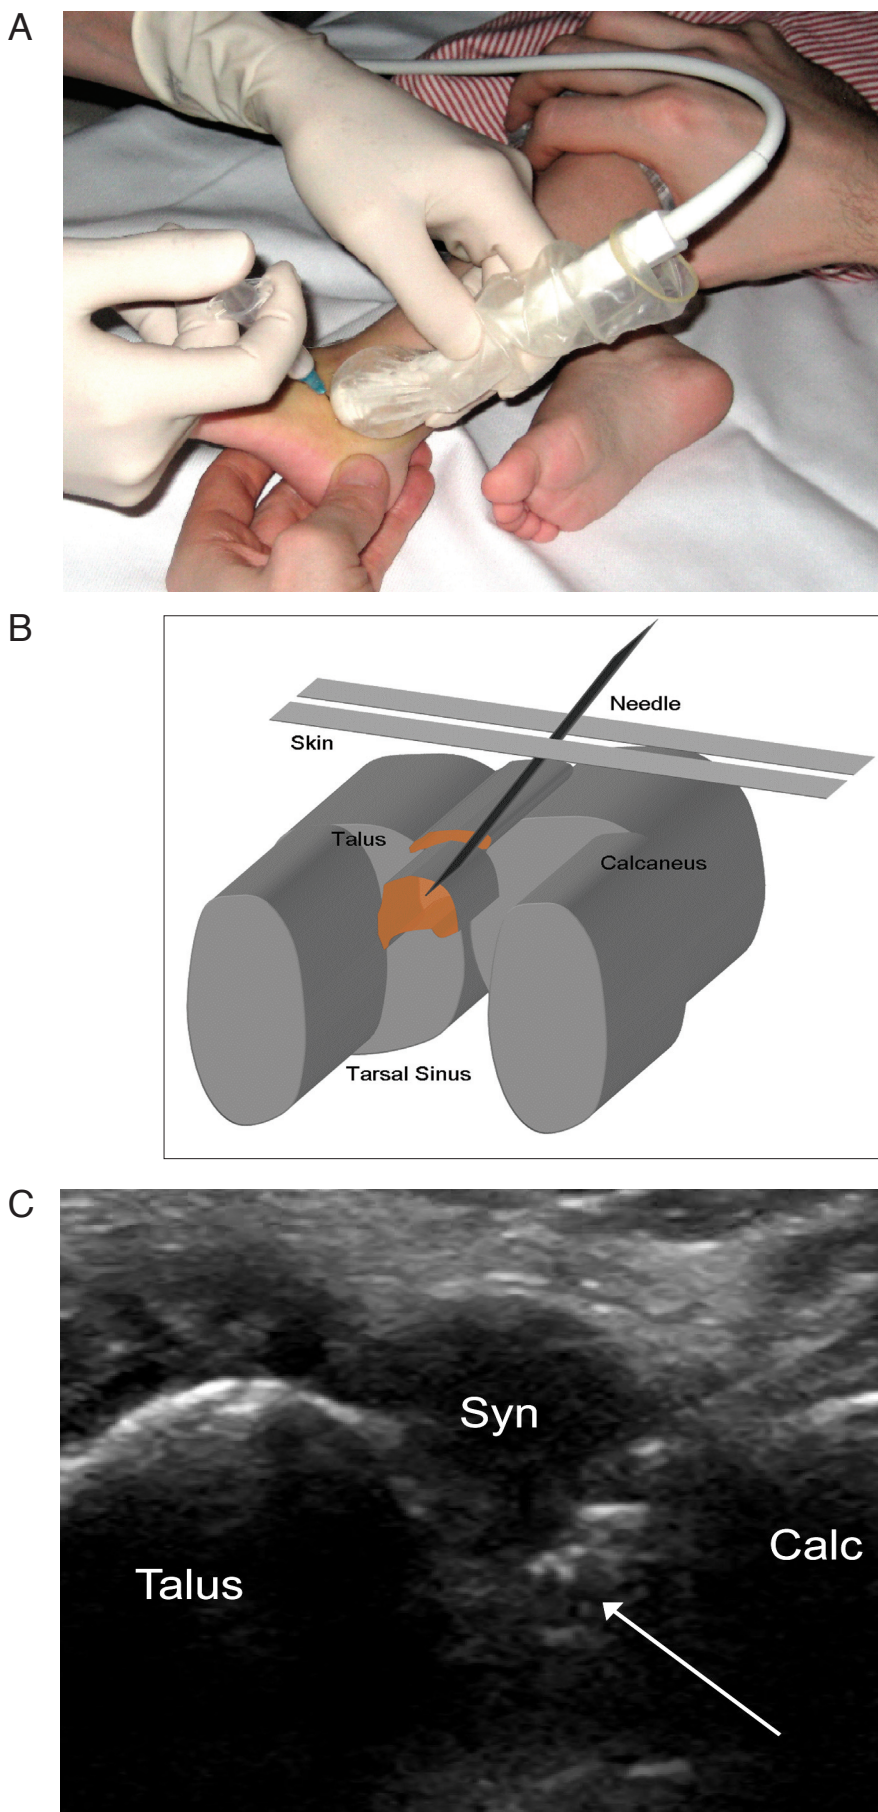 A
B
Needle
Skin
Talus
Calcaneus
Tarsal Sinus
C
Syn
Calc
Talus